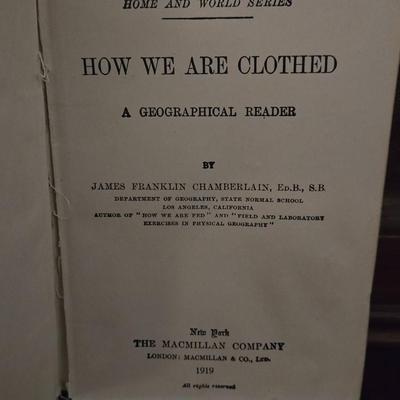 HOME AND WORLD SERIES
HOW WE ARE CLOTHED
A GEOGRAPHICAL READER
BY
JAMES FRANKLIN CHAMBERLAIN, ED.B., S.B.
DEPARTMENT OF GEOGRAPHY, STATE NORMAL SCHOOL
LOS ANGELES, CALIFORNIA
AUTHOR OF "HOW WE ARE FED" AND "FIELD AND LABORATORY
EXERCISES IN PHYSICAL GEOGRAPHY"
New York
THE MACMILLAN COMPANY
LONDON: MACMILLAN & CO., LTD.
1919
All rights reserved